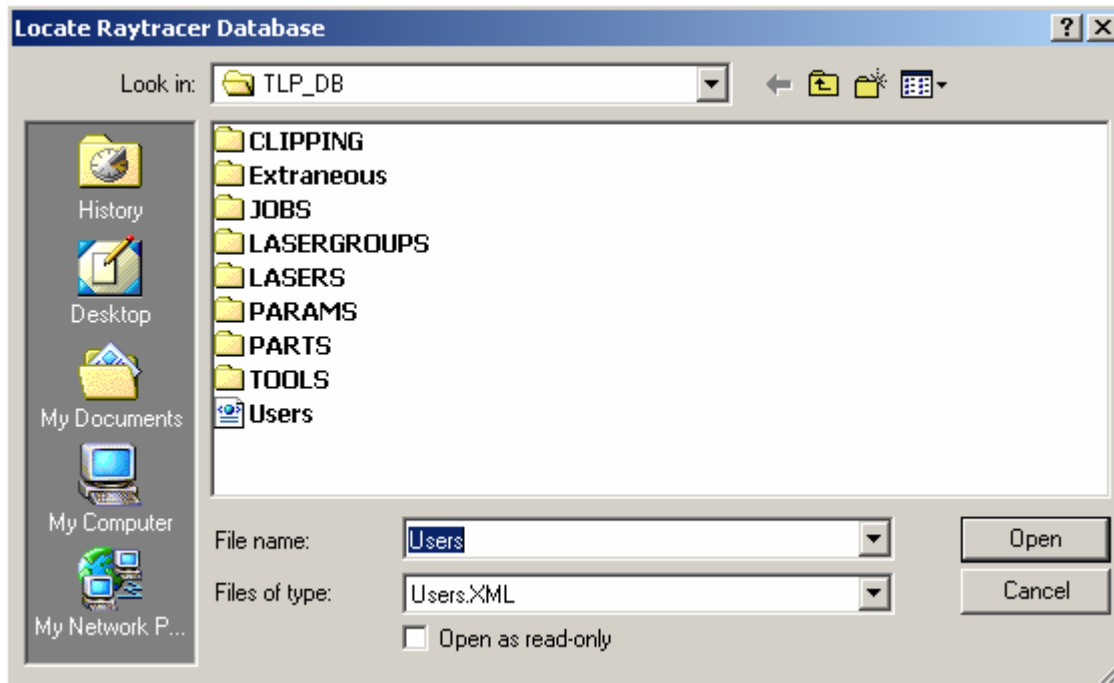 Locate Raytracer Database
Look in: TLP_DB
History
Desktop
My Documents
My Computer
My Network P...
CLIPPING
Extraneous
JOBS
LASERGROUPS
LASERS
PARAMS
PARTS
TOOLS
Users
File name: Users Open
Files of type: Users.XML Cancel
Open as read-only